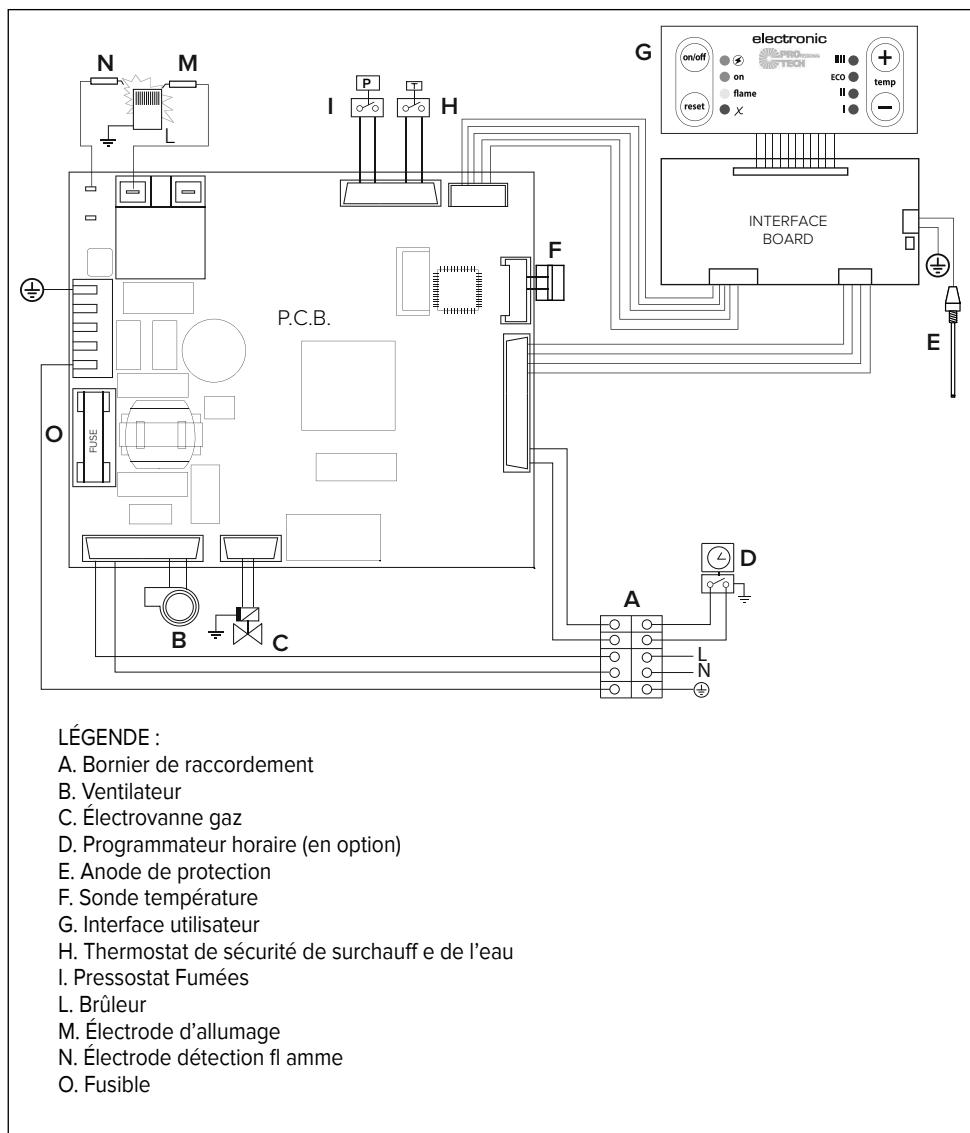 electronic
N
M
G
on/off
PROTECH
+
P
T
on
ECO
temp
I
H
flame
II
reset
I
−
L
INTERFACE
BOARD
F
P.C.B.
E
O
FUSE
D
A
B
C
L
N
LÉGENDE :
A. Bornier de raccordement
B. Ventilateur
C. Électrovanne gaz
D. Programmateur horaire (en option)
E. Anode de protection
F. Sonde température
G. Interface utilisateur
H. Thermostat de sécurité de surchauff e de l’eau
I. Pressostat Fumées
L. Brûleur
M. Électrode d’allumage
N. Électrode détection fl amme
O. Fusible